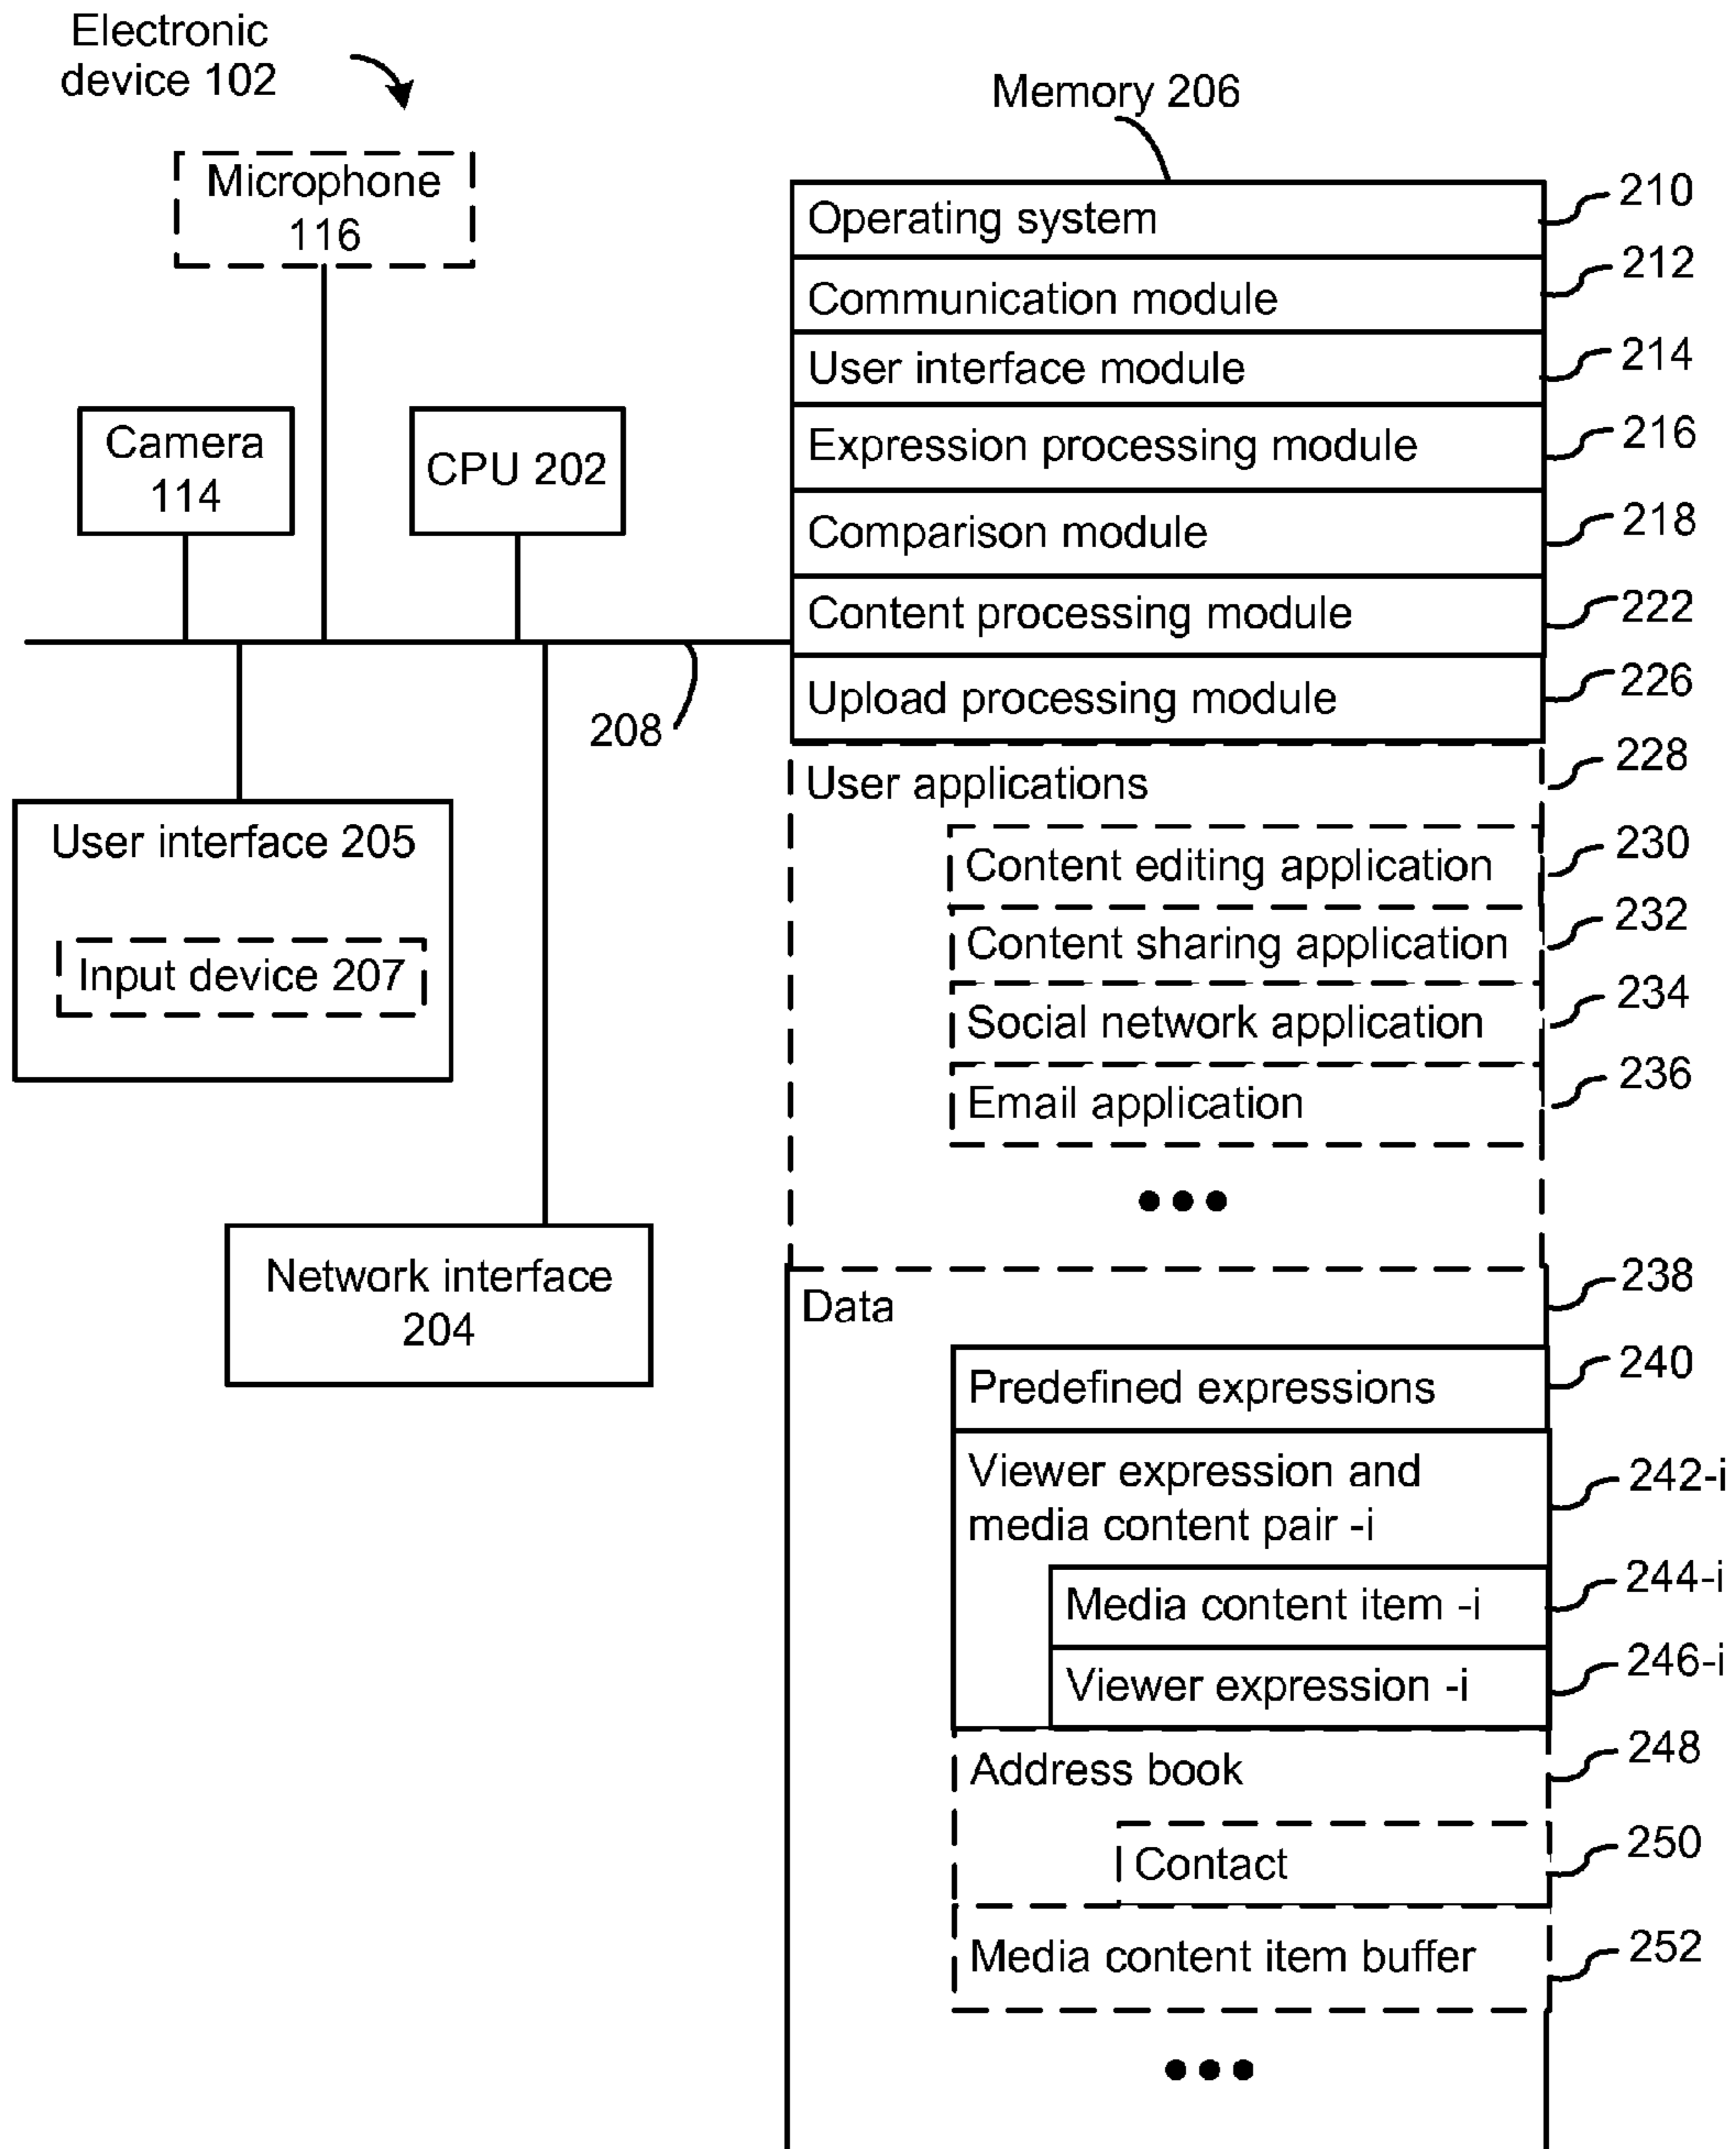 Electronic
device 102
Memory 206
Microphone
116
Camera
114
CPU 202
208
User interface 205
Input device 207
Network interface
204
Operating system
210
Communication module
212
User interface module
214
Expression processing module
216
Comparison module
218
Content processing module
222
Upload processing module
226
User applications
228
Content editing application
230
Content sharing application
232
Social network application
234
Email application
236
Data
238
Predefined expressions
240
Viewer expression and
media content pair -i
242-i
Media content item -i
244-i
Viewer expression -i
246-i
Address book
248
Contact
250
Media content item buffer
252